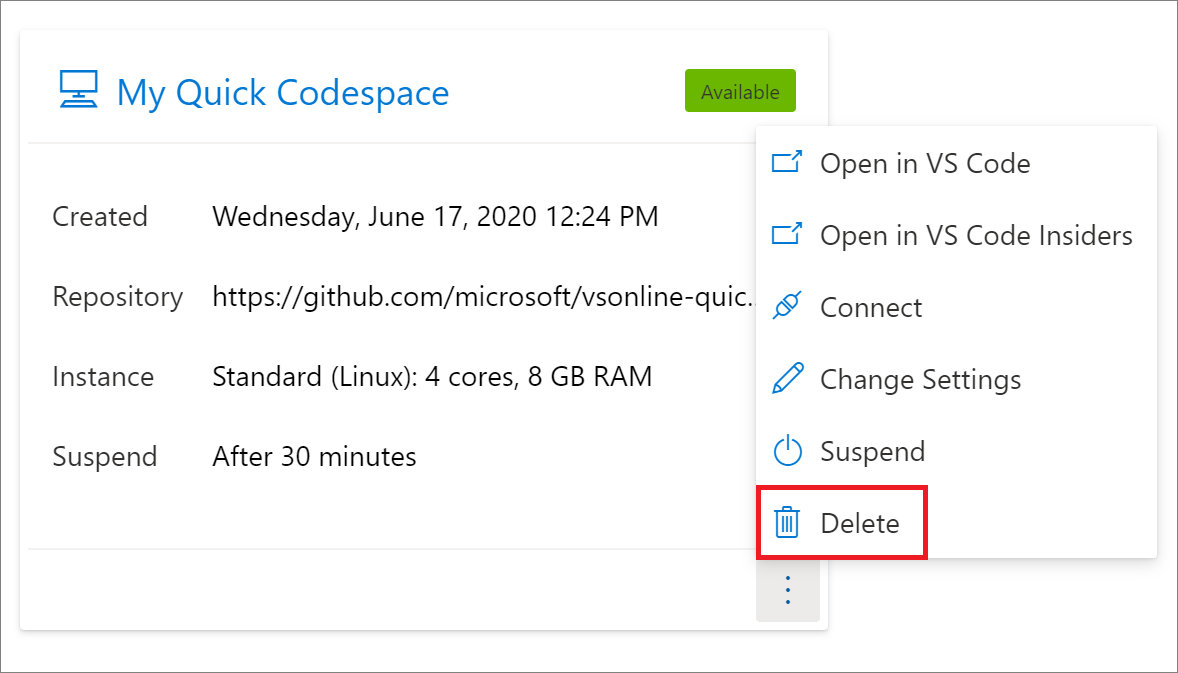 My Quick Codespace
Available
Created Wednesday, June 17, 2020 12:24 PM
Repository https://github.com/microsoft/vsonline-quic..
Instance Standard (Linux): 4 cores, 8 GB RAM
Suspend After 30 minutes
Open in VS Code
Open in VS Code Insiders
Connect
Change Settings
Suspend
Delete